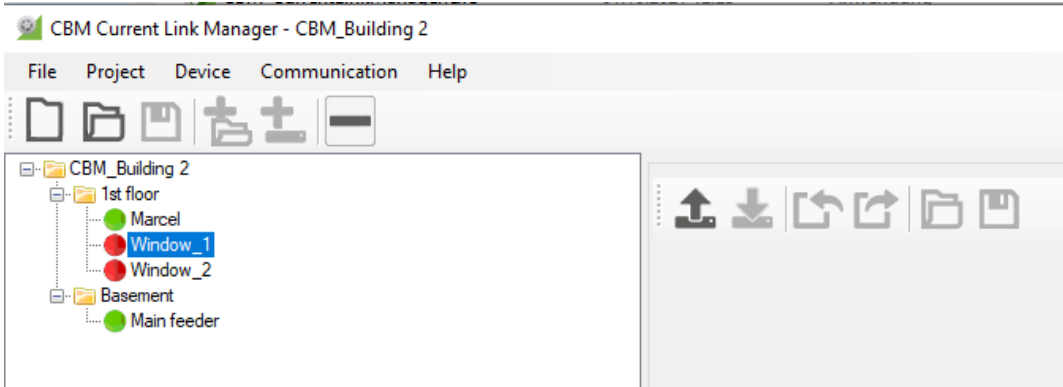 CBM Current Link Manager - CBM_Building 2
File Project Device Communication Help
CBM_Building 2
1st floor
Marcel
Window_1
Window_2
Basement
Main feeder